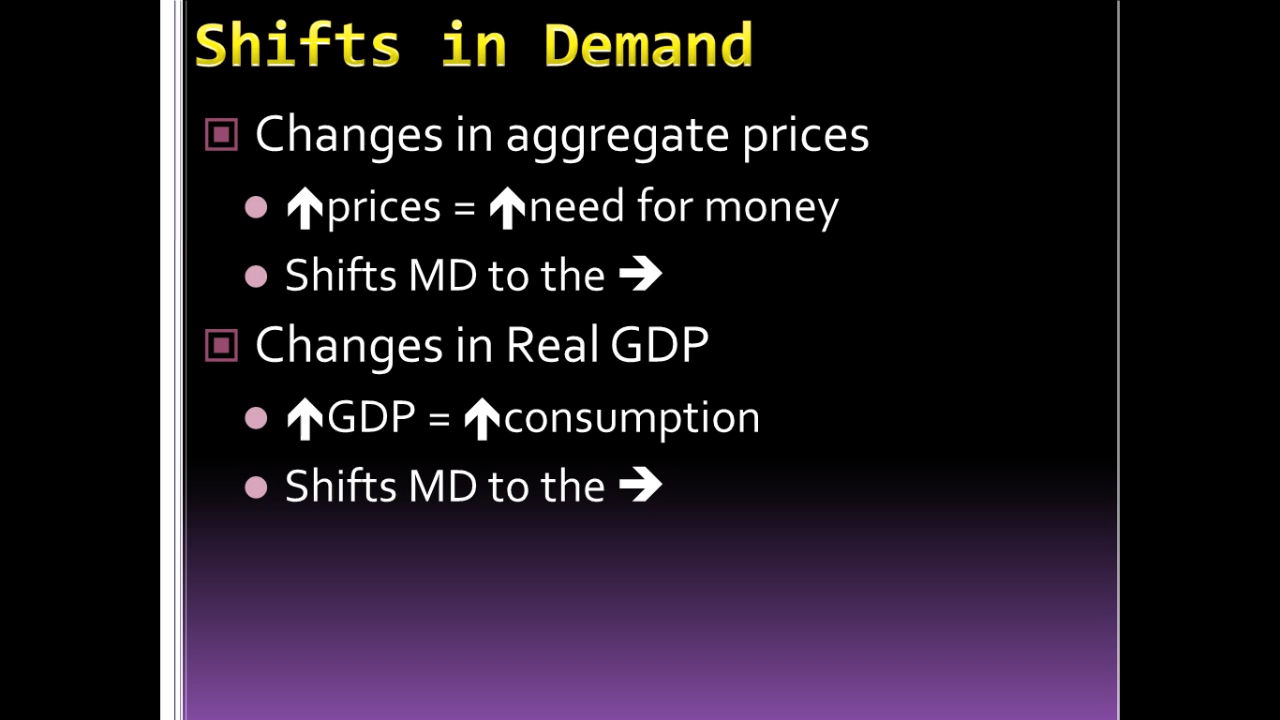 Shifts in Demand
Changes in aggregate prices
🡅prices = 🡅need for money
Shifts MD to the 🡲
Changes in Real GDP
🡅GDP = 🡅consumption
Shifts MD to the 🡲